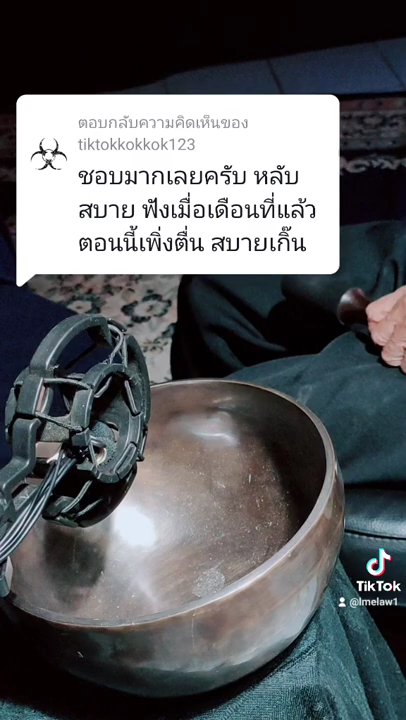 ตอบกลับความคิดเห็นของ
tiktokkokkok123
ชอบมากเลยครับ หลับ
สบาย ฟังเมื่อเดือนที่แล้ว
ตอนนี้เพิ่งตื่น สบายเกิ๊น
TikTok
@lmelaw1